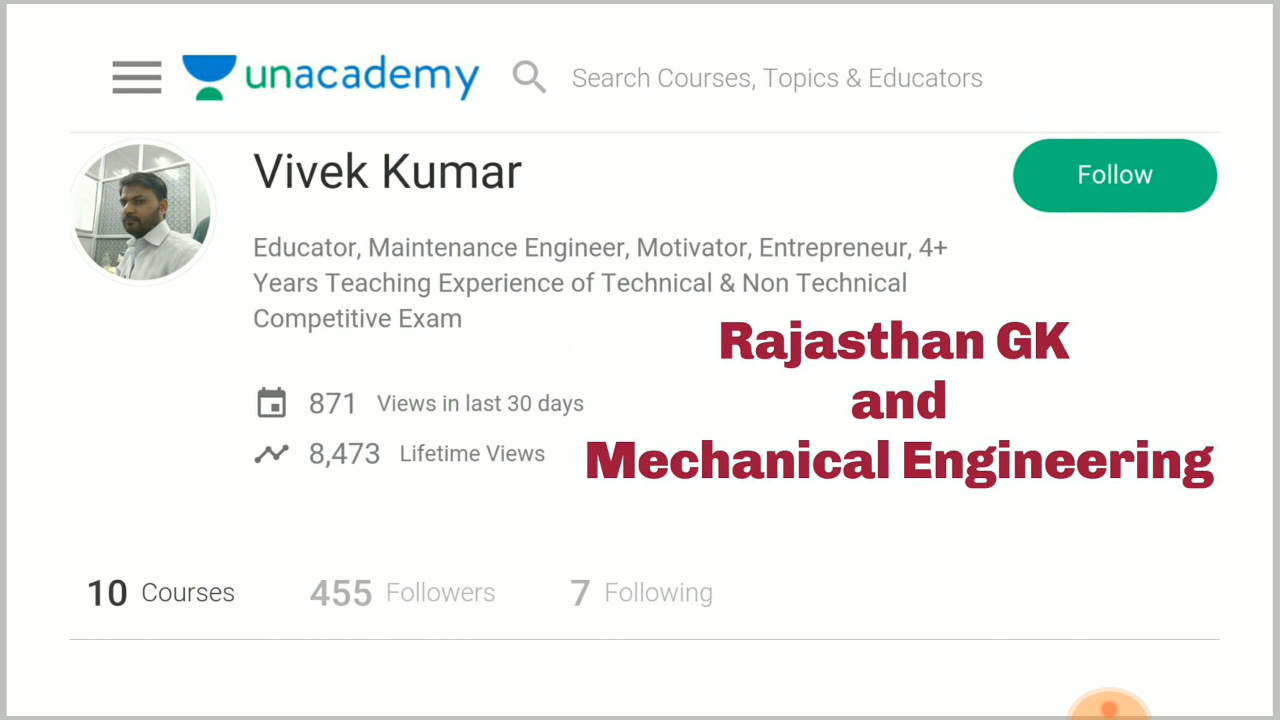 unacademy Search Courses, Topics & Educators
Vivek Kumar
Follow
Educator, Maintenance Engineer, Motivator, Entrepreneur, 4+
Years Teaching Experience of Technical & Non Technical
Competitive Exam
Rajasthan GK
and
Mechanical Engineering
871 Views in last 30 days
8,473 Lifetime Views
10 Courses 455 Followers 7 Following